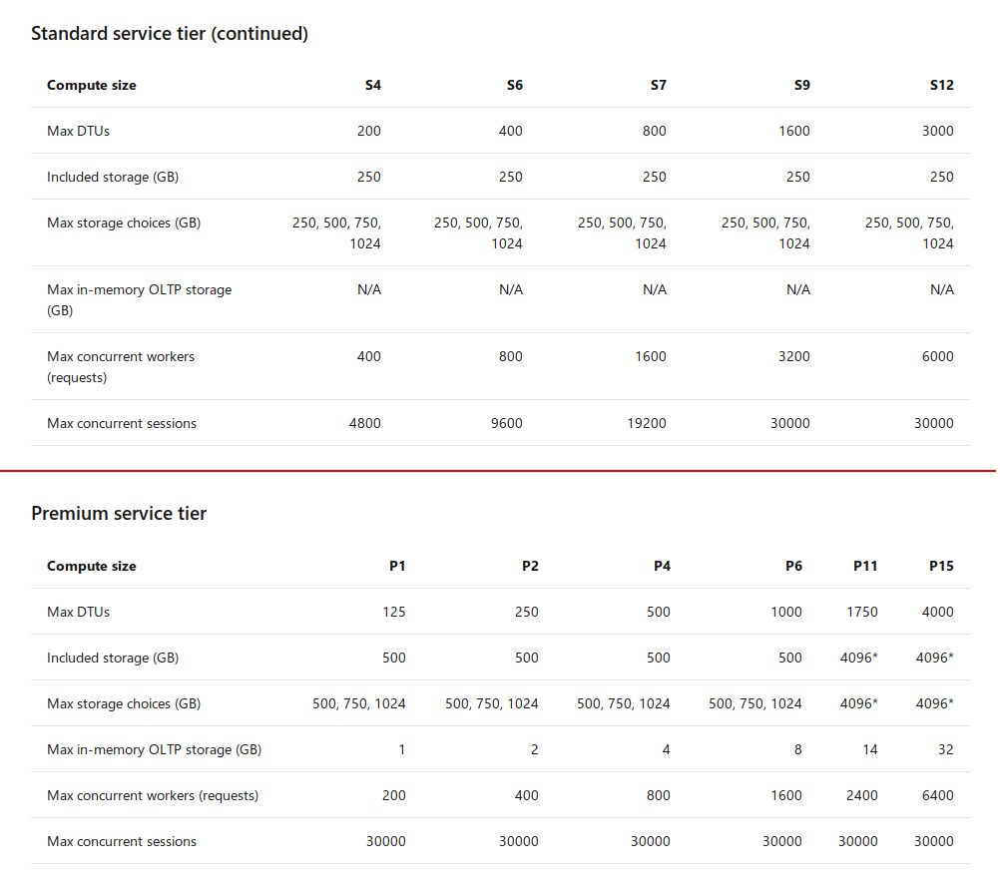 Standard service tier (continued)
Compute size S4 S6 S7 S9 S12
Max DTUs 200 400 800 1600 3000
Included storage (GB) 250 250 250 250 250
Max storage choices (GB) 250, 500, 750, 250, 500, 750, 250, 500, 750, 250, 500, 750, 250, 500, 750,
1024 1024 1024 1024 1024
Max in-memory OLTP storage N/A N/A N/A N/A N/A
(GB)
Max concurrent workers 400 800 1600 3200 6000
(requests)
Max concurrent sessions 4800 9600 19200 30000 30000
Premium service tier
Compute size P1 P2 P4 P6 P11 P15
Max DTUs 125 250 500 1000 1750 4000
Included storage (GB) 500 500 500 500 4096* 4096*
Max storage choices (GB) 500, 750, 1024 500, 750, 1024 500, 750, 1024 500, 750, 1024 4096* 4096*
Max in-memory OLTP storage (GB) 1 2 4 8 14 32
Max concurrent workers (requests) 200 400 800 1600 2400 6400
Max concurrent sessions 30000 30000 30000 30000 30000 30000